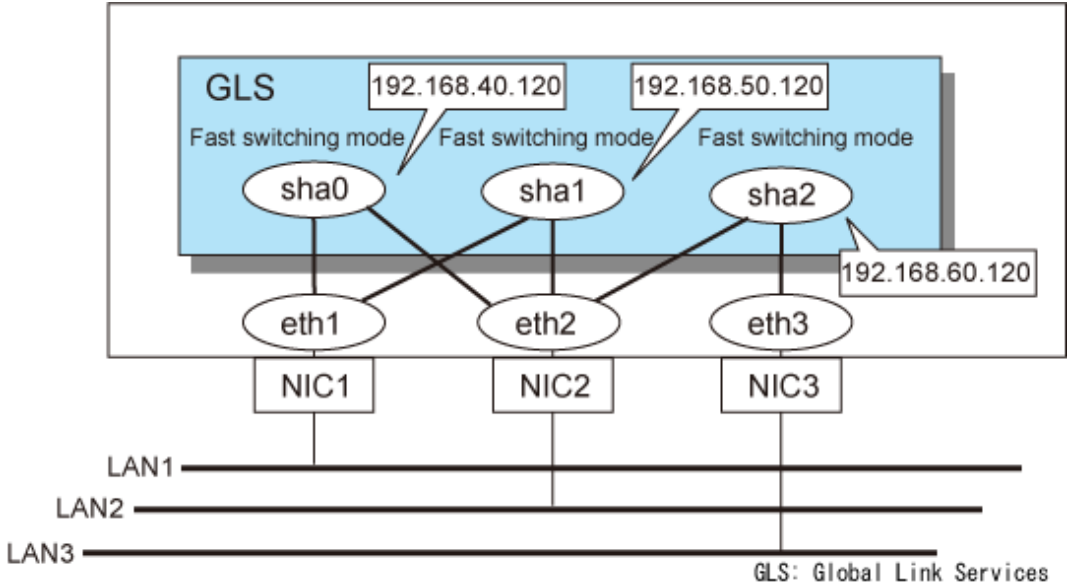 GLS
192.168.40.120
192.168.50.120
Fast switching mode
Fast switching mode
Fast switching mode
sha0
sha1
sha2
192.168.60.120
eth1
eth2
eth3
NIC1
NIC2
NIC3
LAN1
LAN2
LAN3
GLS: Global Link Services